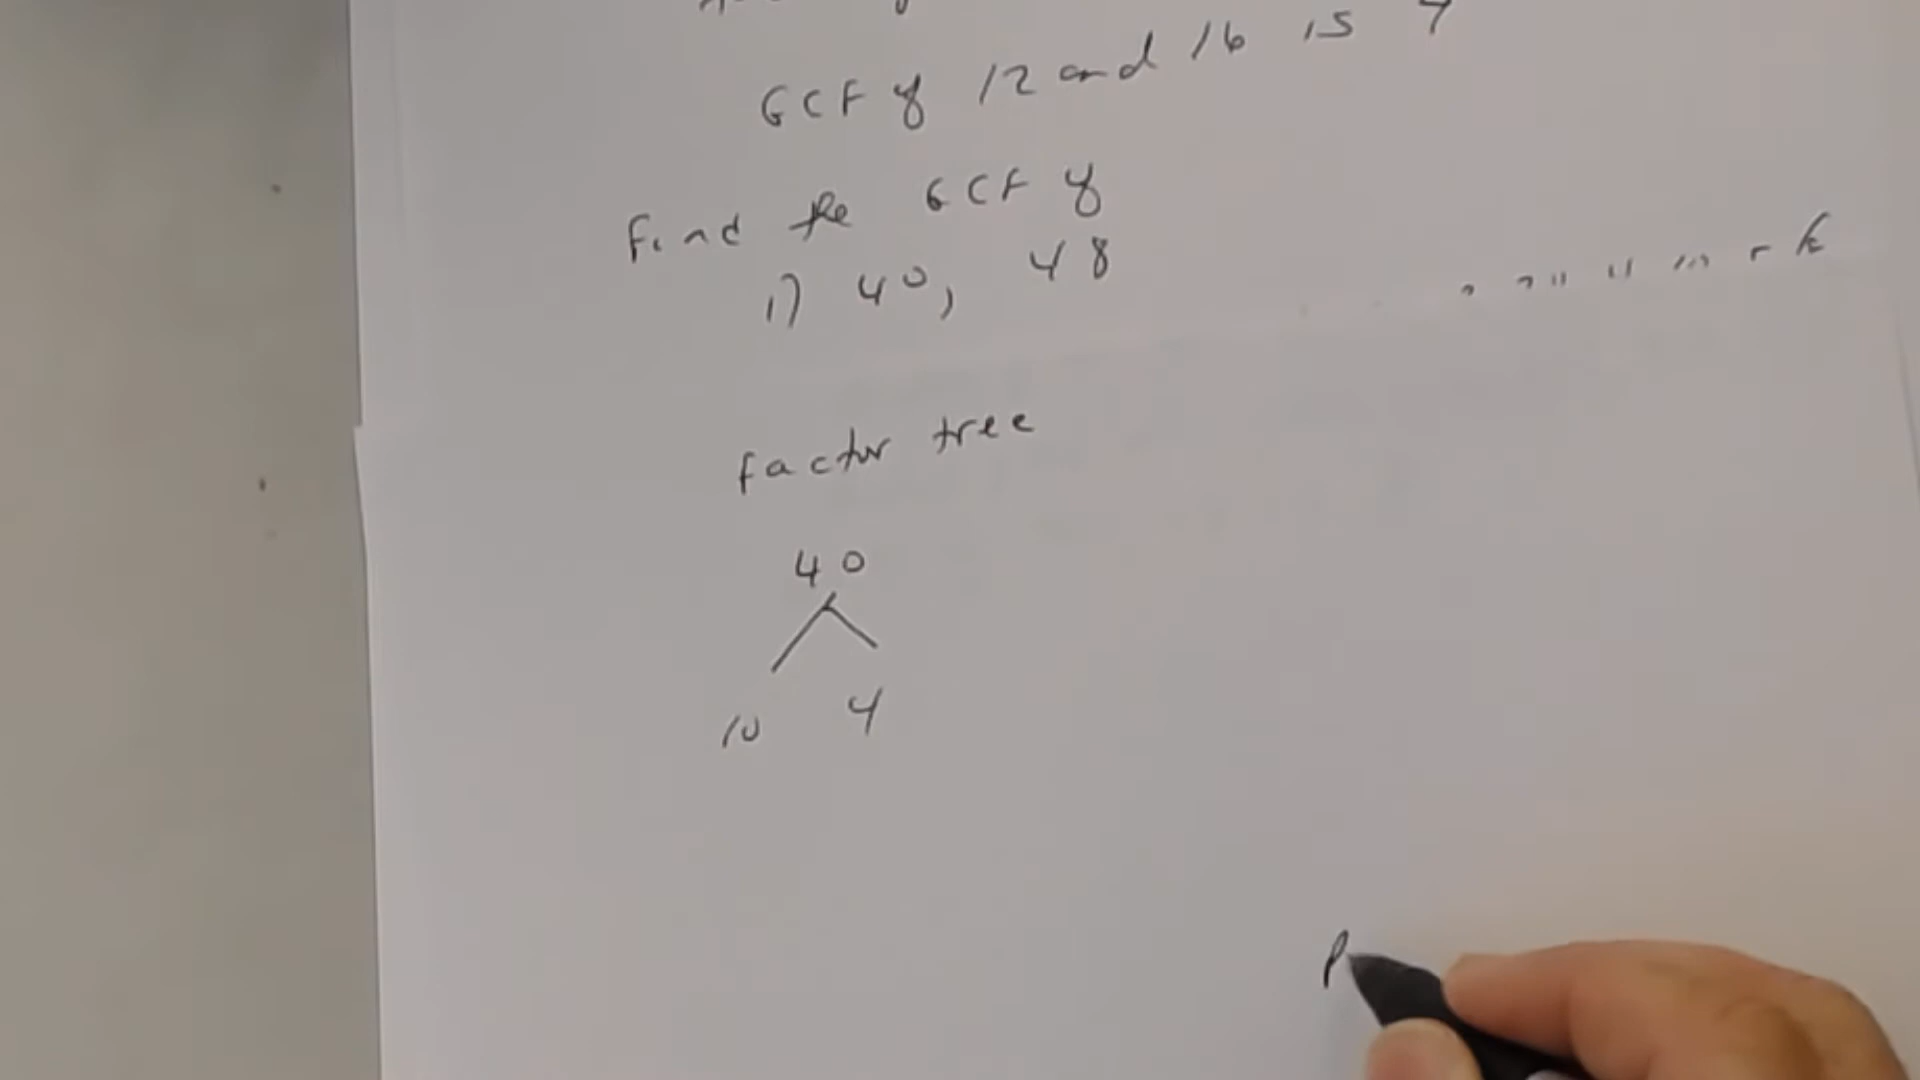 GCF of 12 and 16 is 4
Find the GCF of
1) 40, 48
factor tree
40
10 4
P